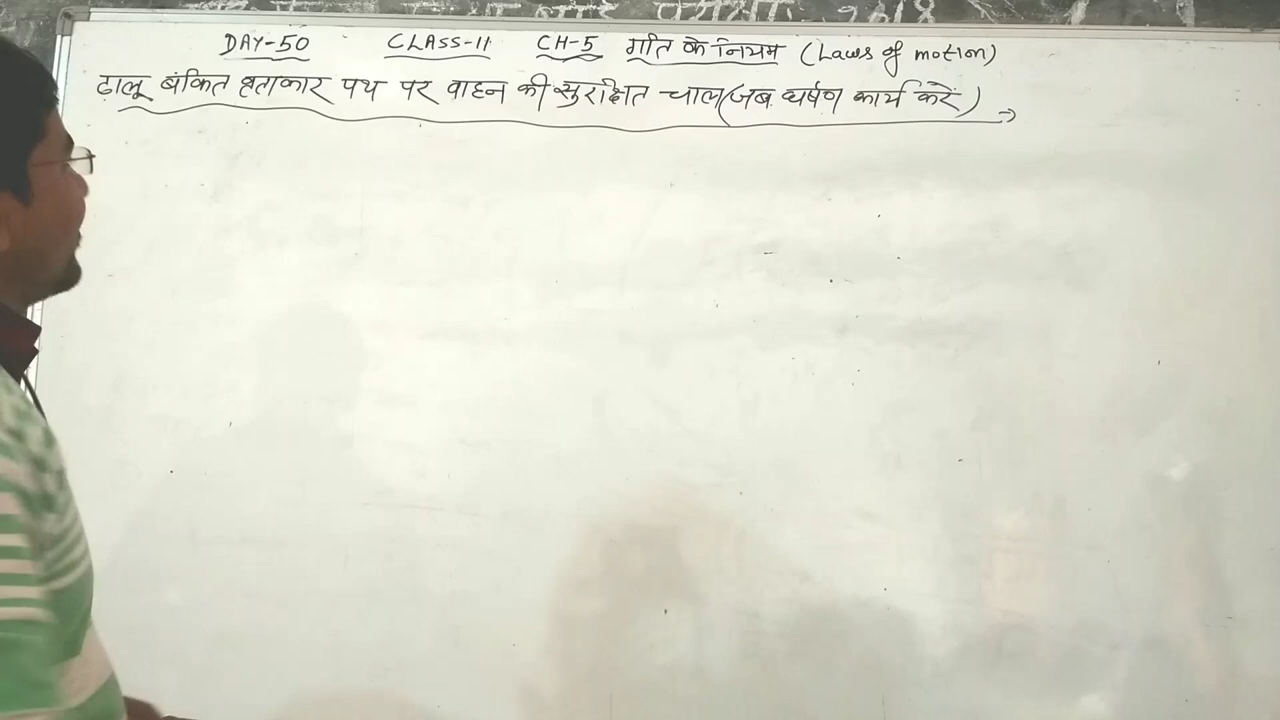 DAY-50 CLASS-11 CH-5 गति के नियम (Laws of motion)
ढ़ालू बंकित वृताकार पथ पर वाहन की सुरक्षित चाल(जब घर्षण कार्य करें)